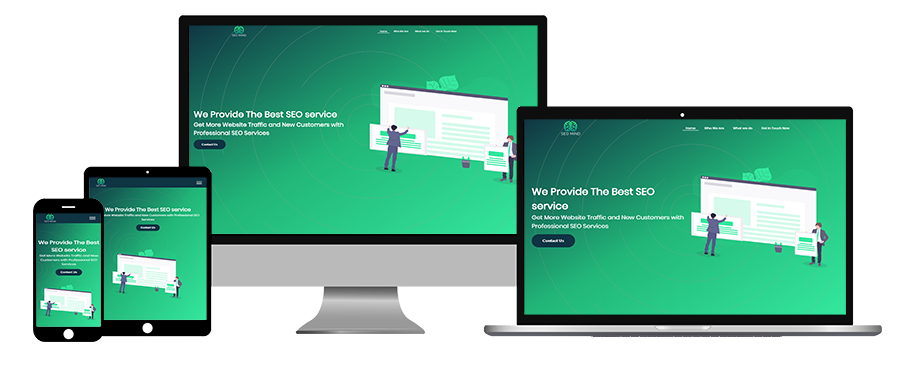 SEO MIND
Home Who We Are What we do Get In Touch Now
We Provide The Best SEO service
Get More Website Traffic and New Customers with
Professional SEO Services
Contact Us
SEO MIND
Home Who We Are What we do Get In Touch Now
We Provide The Best SEO
service
Get More Website Traffic and New Customers with
Professional SEO Services
Contact Us
We Provide The Best SEO service
More Website Traffic and New Customers with Professional SEO
Services
Contact Us
We Provide The Best
SEO service
Get More Website Traffic and New
Customers with Professional SEO
Services
Contact Us